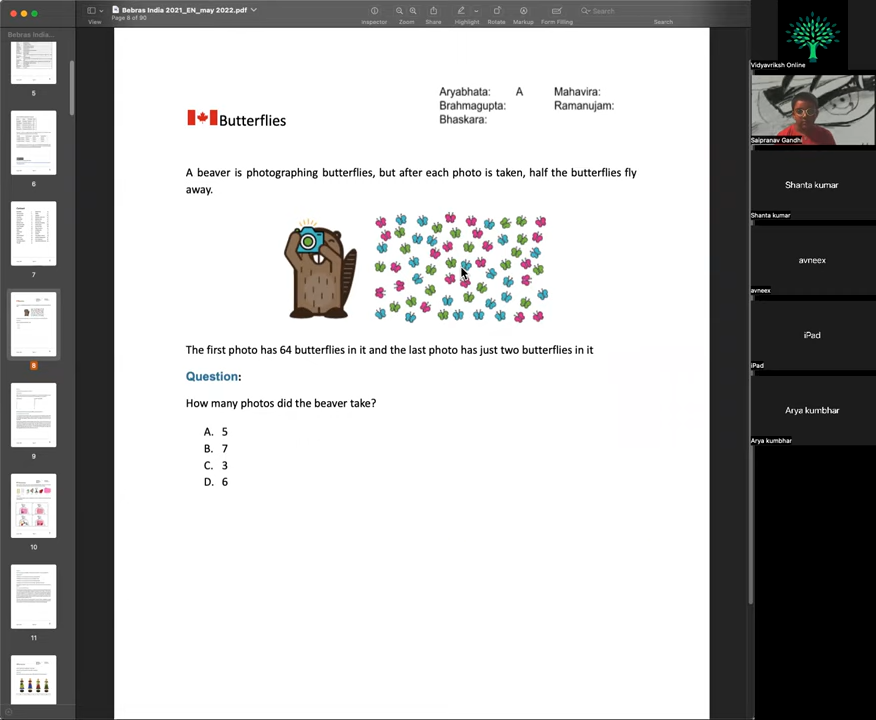 Bebras India 2021_EN_may 2022.pdf
Page 8 of 90
View
Inspector
Zoom
Share
Highlight
Rotate
Markup
Form Filling
Search
Search
Bebras India...
5
6
7
8
9
10
11
Butterflies
Aryabhata: A Mahavira:
Brahmagupta: Ramanujam:
Bhaskara:
A beaver is photographing butterflies, but after each photo is taken, half the butterflies fly
away.
The first photo has 64 butterflies in it and the last photo has just two butterflies in it
Question:
How many photos did the beaver take?
A. 5
B. 7
C. 3
D. 6
Vidyavriksh Online
Saipranav Gandhi
Shanta kumar
Shanta kumar
avneex
avneex
iPad
iPad
Arya kumbhar
Arya kumbhar